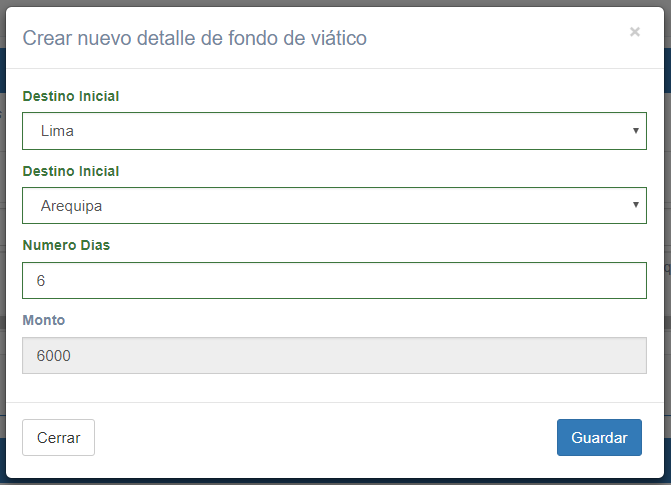 Crear nuevo detalle de fondo de viático
×
Destino Inicial
Lima
Destino Inicial
Arequipa
Numero Dias
6
Monto
6000
Cerrar
Guardar